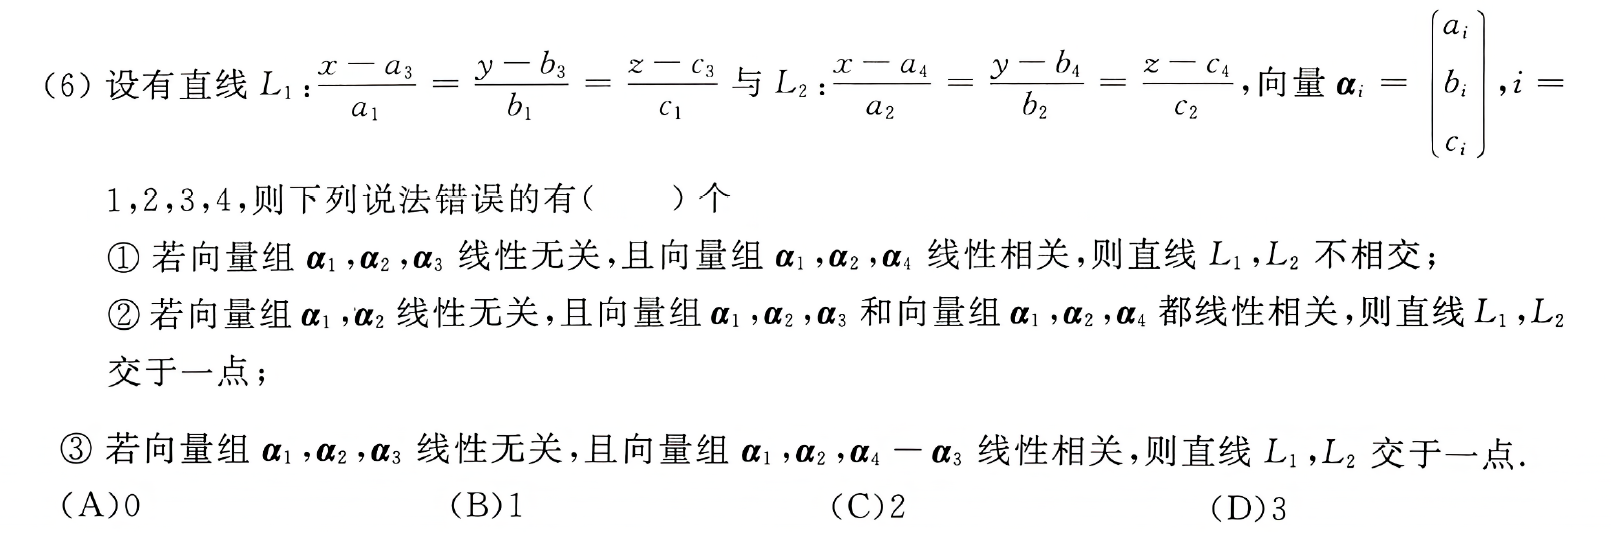 (6) 设有直线 L₁:(x − a₃)/a₁ = (y − b₃)/b₁ = (z − c₃)/c₁ 与 L₂:(x − a₄)/a₂ = (y − b₄)/b₂ = (z − c₄)/c₂,向量 αᵢ = (aᵢ bᵢ cᵢ),i =
1,2,3,4,则下列说法错误的有(  )个
① 若向量组 α₁,α₂,α₃ 线性无关,且向量组 α₁,α₂,α₄ 线性相关,则直线 L₁,L₂ 不相交;
② 若向量组 α₁,α₂ 线性无关,且向量组 α₁,α₂,α₃ 和向量组 α₁,α₂,α₄ 都线性相关,则直线 L₁,L₂
交于一点;
③ 若向量组 α₁,α₂,α₃ 线性无关,且向量组 α₁,α₂,α₄ − α₃ 线性相关,则直线 L₁,L₂ 交于一点.
(A)0 (B)1 (C)2 (D)3